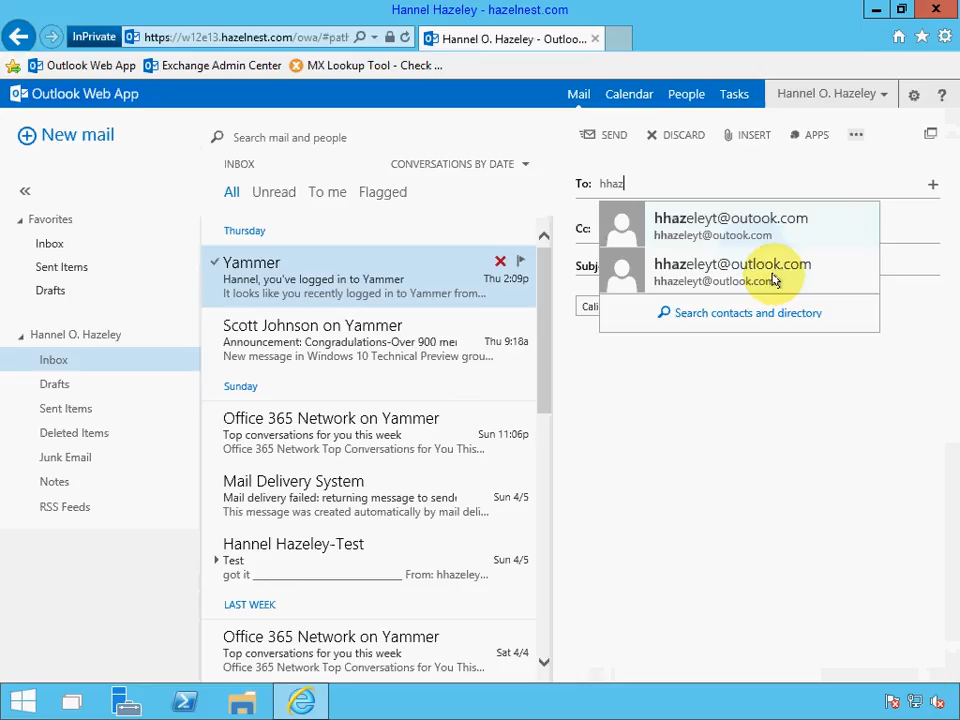 Hannel Hazeley - hazelnest.com
InPrivate
https://w12e13.hazelnest.com/owa/#path
Hannel O. Hazeley - Outloo...
Outlook Web App
Exchange Admin Center
MX Lookup Tool - Check ...
Outlook Web App
Mail
Calendar
People
Tasks
Hannel O. Hazeley
?
New mail
Search mail and people
SEND
DISCARD
INSERT
APPS
INBOX
CONVERSATIONS BY DATE
To: hhaz
All
Unread
To me
Flagged
Favorites
Inbox
Sent Items
Drafts
Hannel O. Hazeley
Inbox
Drafts
Sent Items
Deleted Items
Junk Email
Notes
RSS Feeds
Thursday
Yammer
Hannel, you've logged in to Yammer
Thu 2:09p
It looks like you recently logged in to Yammer from...
Scott Johnson on Yammer
Announcement: Congradulations-Over 900 mer
Thu 9:18a
New message in Windows 10 Technical Preview grou...
Sunday
Office 365 Network on Yammer
Top conversations for you this week
Sun 11:06p
Office 365 Network Top Conversations for You This...
Mail Delivery System
Mail delivery failed: returning message to sende
Sun 4/5
This message was created automatically by mail deli...
Hannel Hazeley-Test
Test
Sun 4/5
got it ______________________ From: hhazeley...
LAST WEEK
Office 365 Network on Yammer
Top conversations for you this week
Sat 4/4
Office 365 Network Top Conversations for You This...
Cc:
Subj
Cali
hhazeleyt@outook.com
hhazeleyt@outook.com
hhazeleyt@outlook.com
hhazeleyt@outlook.com
Search contacts and directory